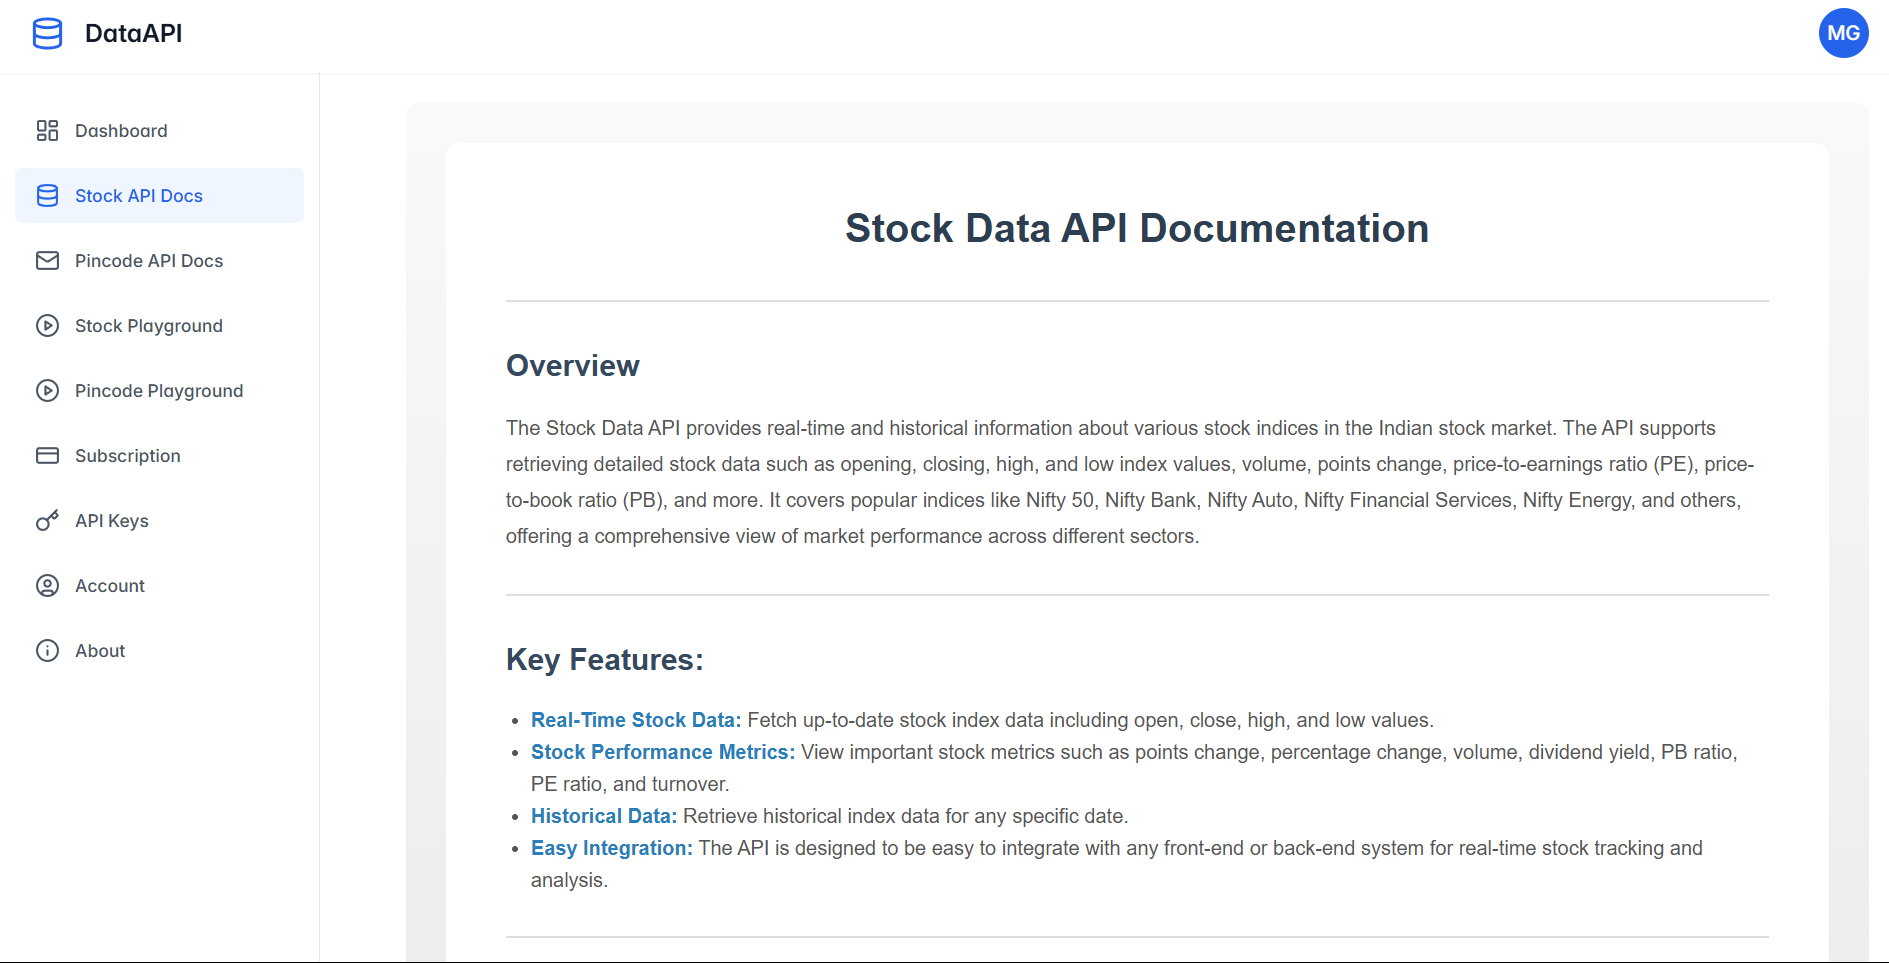 DataAPI
MG
Dashboard
Stock API Docs
Pincode API Docs
Stock Playground
Pincode Playground
Subscription
API Keys
Account
About
Stock Data API Documentation
Overview
The Stock Data API provides real-time and historical information about various stock indices in the Indian stock market. The API supports
retrieving detailed stock data such as opening, closing, high, and low index values, volume, points change, price-to-earnings ratio (PE), price-
to-book ratio (PB), and more. It covers popular indices like Nifty 50, Nifty Bank, Nifty Auto, Nifty Financial Services, Nifty Energy, and others,
offering a comprehensive view of market performance across different sectors.
Key Features:
• Real-Time Stock Data: Fetch up-to-date stock index data including open, close, high, and low values.
• Stock Performance Metrics: View important stock metrics such as points change, percentage change, volume, dividend yield, PB ratio,
PE ratio, and turnover.
• Historical Data: Retrieve historical index data for any specific date.
• Easy Integration: The API is designed to be easy to integrate with any front-end or back-end system for real-time stock tracking and
analysis.